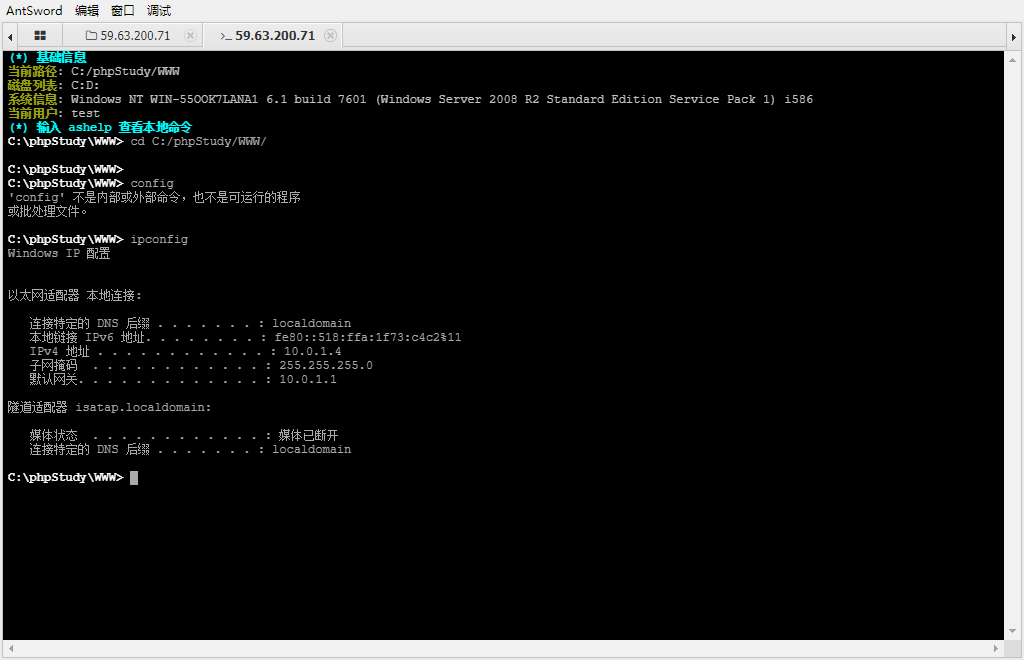 AntSword 编辑 窗口 调试
59.63.200.71 >_ 59.63.200.71
(*) 基础信息
当前路径: C:/phpStudy/WWW
磁盘列表: C:D:
系统信息: Windows NT WIN-55OOK7LANA1 6.1 build 7601 (Windows Server 2008 R2 Standard Edition Service Pack 1) i586
当前用户: test
(*) 输入 ashelp 查看本地命令
C:\phpStudy\WWW> cd C:/phpStudy/WWW/
C:\phpStudy\WWW>
C:\phpStudy\WWW> config
'config' 不是内部或外部命令，也不是可运行的程序
或批处理文件。
C:\phpStudy\WWW> ipconfig
Windows IP 配置
以太网适配器 本地连接:
连接特定的 DNS 后缀 . . . . . . . : localdomain
本地链接 IPv6 地址. . . . . . . . : fe80::518:ffa:1f73:c4c2%11
IPv4 地址 . . . . . . . . . . . . : 10.0.1.4
子网掩码 . . . . . . . . . . . . : 255.255.255.0
默认网关. . . . . . . . . . . . . : 10.0.1.1
隧道适配器 isatap.localdomain:
媒体状态 . . . . . . . . . . . . : 媒体已断开
连接特定的 DNS 后缀 . . . . . . . : localdomain
C:\phpStudy\WWW>